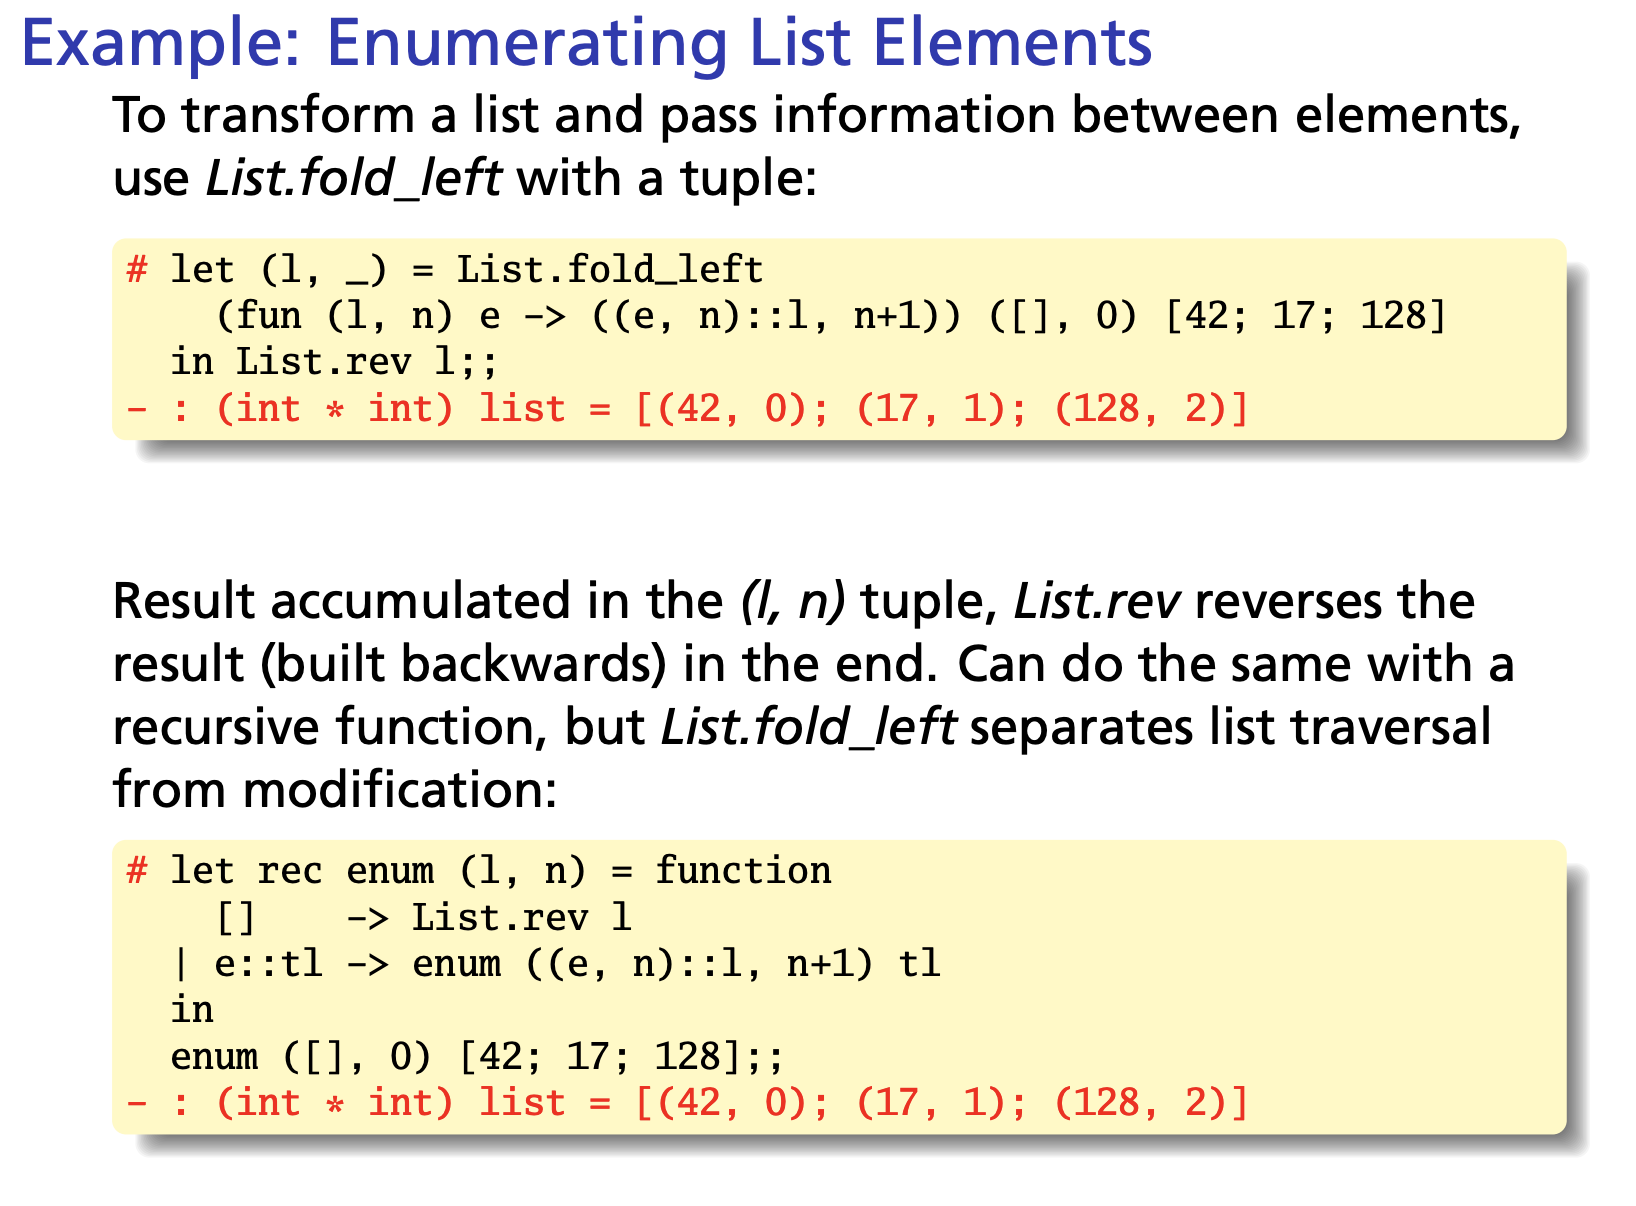 Example: Enumerating List Elements
To transform a list and pass information between elements,
use List.fold_left with a tuple:
# let (l, _) = List.fold_left
    (fun (l, n) e -> ((e, n)::l, n+1)) ([], 0) [42; 17; 128]
  in List.rev l;;
- : (int * int) list = [(42, 0); (17, 1); (128, 2)]
Result accumulated in the (l, n) tuple, List.rev reverses the
result (built backwards) in the end. Can do the same with a
recursive function, but List.fold_left separates list traversal
from modification:
# let rec enum (l, n) = function
    []    -> List.rev l
  | e::tl -> enum ((e, n)::l, n+1) tl
  in
  enum ([], 0) [42; 17; 128];;
- : (int * int) list = [(42, 0); (17, 1); (128, 2)]